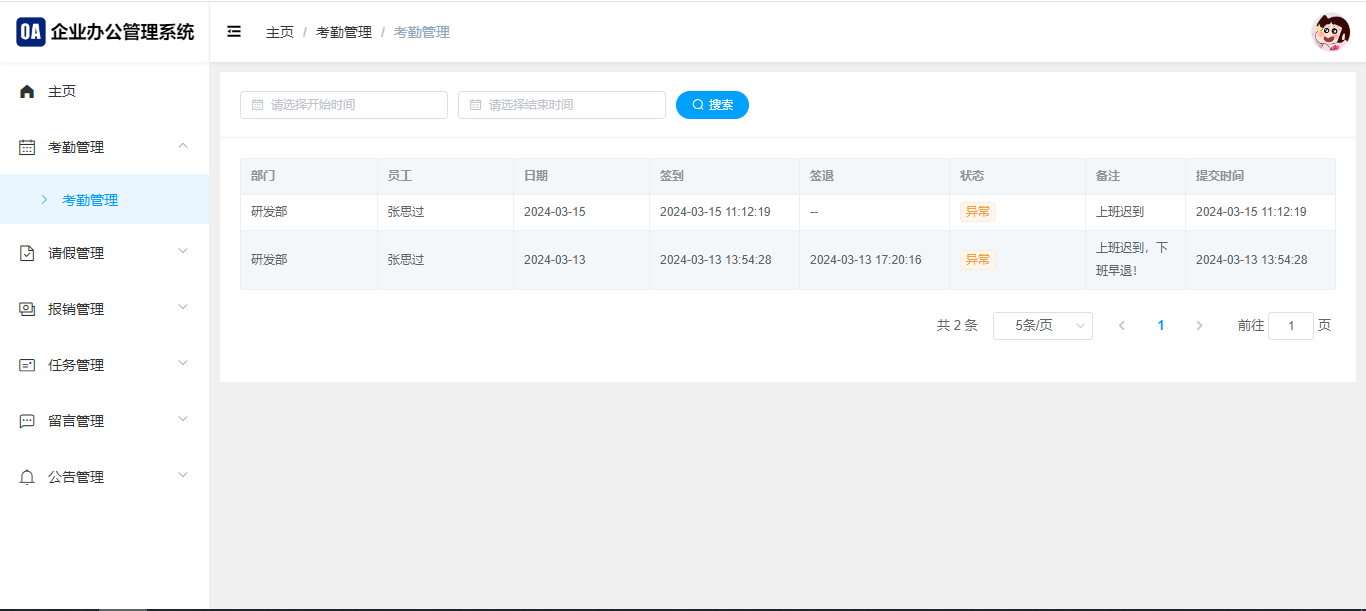 OA 企业办公管理系统
主页 / 考勤管理 / 考勤管理
主页
考勤管理
考勤管理
请假管理
报销管理
任务管理
留言管理
公告管理
请选择开始时间 请选择结束时间 搜索
部门 员工 日期 签到 签退 状态 备注 提交时间
研发部 张思过 2024-03-15 2024-03-15 11:12:19 -- 异常 上班迟到 2024-03-15 11:12:19
研发部 张思过 2024-03-13 2024-03-13 13:54:28 2024-03-13 17:20:16 异常 上班迟到，下
班早退！ 2024-03-13 13:54:28
共 2 条 5条/页 1 前往 1 页